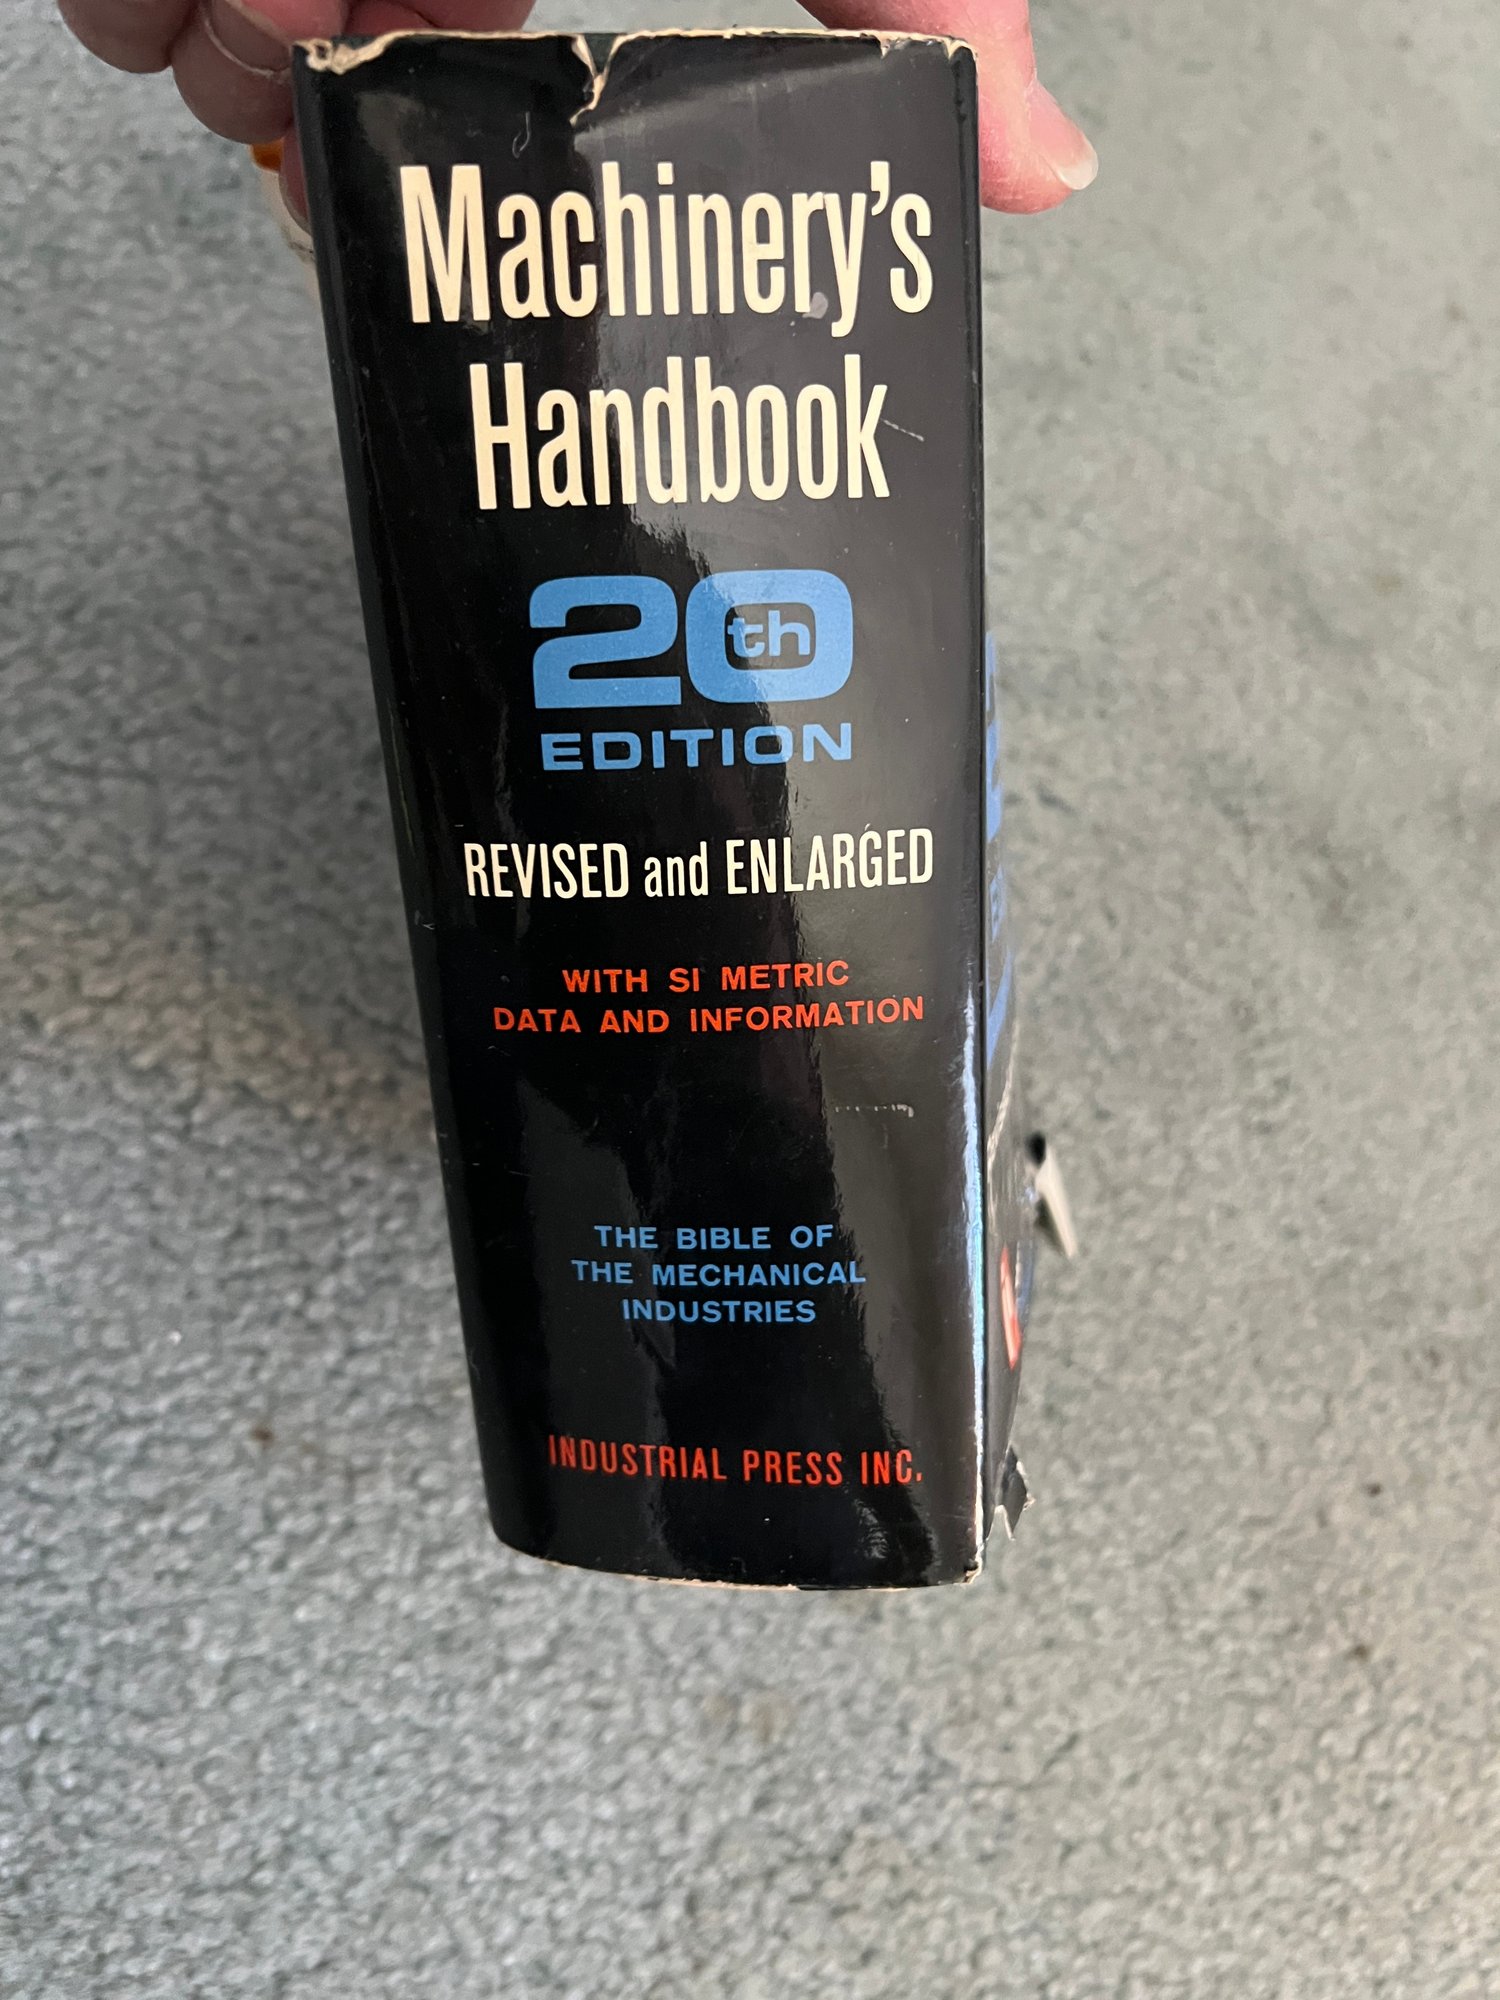 Machinery's
Handbook
20th
EDITION
REVISED and ENLARGED
WITH SI METRIC
DATA AND INFORMATION
THE BIBLE OF
THE MECHANICAL
INDUSTRIES
INDUSTRIAL PRESS INC.